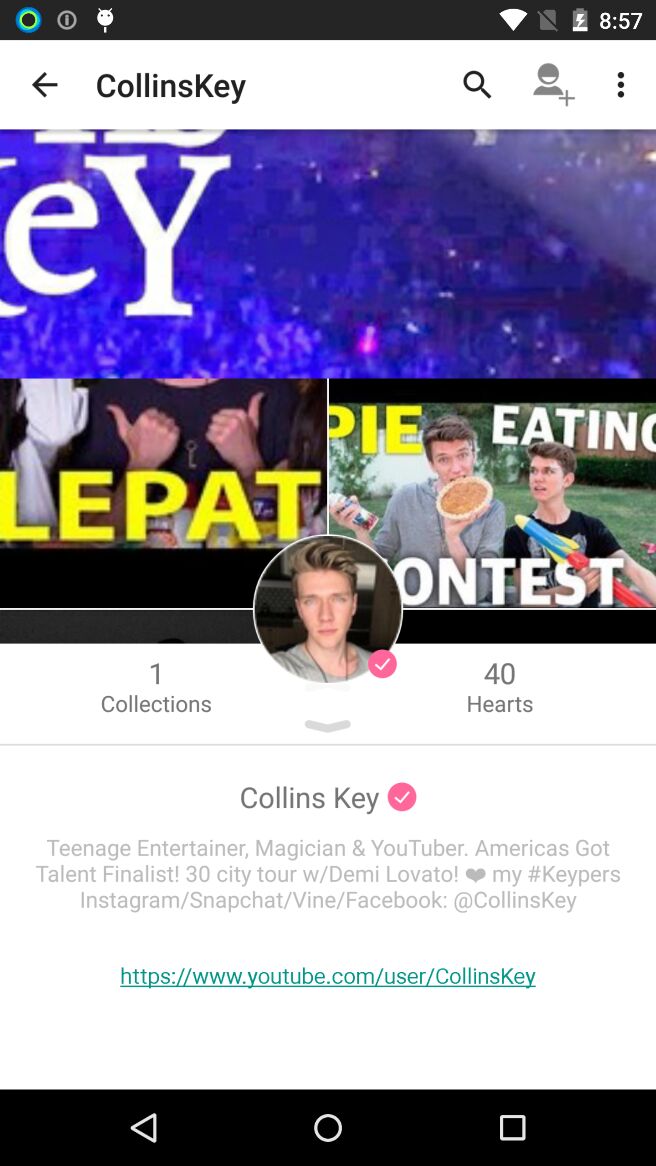 8:57
CollinsKey
KeY
LEPAT
PIE EATING
CONTEST
1
Collections
40
Hearts
Collins Key
Teenage Entertainer, Magician & YouTuber. Americas Got
Talent Finalist! 30 city tour w/Demi Lovato! ❤ my #Keypers
Instagram/Snapchat/Vine/Facebook: @CollinsKey
https://www.youtube.com/user/CollinsKey